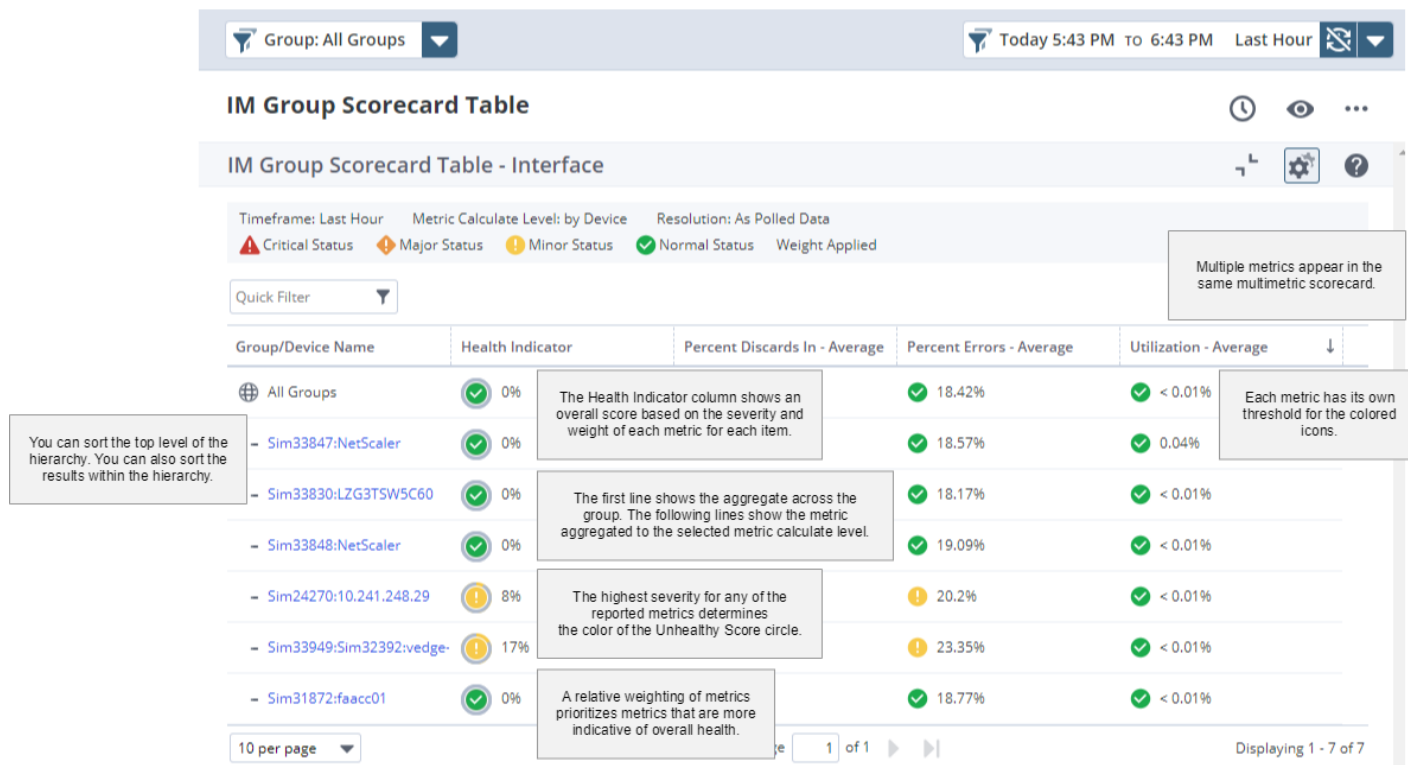 Group: All Groups
Today 5:43 PM TO 6:43 PM Last Hour
IM Group Scorecard Table
IM Group Scorecard Table - Interface
Timeframe: Last Hour Metric Calculate Level: by Device Resolution: As Polled Data
Critical Status Major Status Minor Status Normal Status Weight Applied
Multiple metrics appear in the
same multimetric scorecard.
Quick Filter
Group/Device Name Health Indicator Percent Discards In - Average Percent Errors - Average Utilization - Average
All Groups 0% 18.42% < 0.01%
The Health Indicator column shows an
overall score based on the severity and
weight of each metric for each item.
Each metric has its own
threshold for the colored
icons.
You can sort the top level of the
hierarchy. You can also sort the
results within the hierarchy.
- Sim33847:NetScaler 0% 18.57% 0.04%
- Sim33830:LZG3TSW5C60 0% 18.17% < 0.01%
The first line shows the aggregate across the
group. The following lines show the metric
aggregated to the selected metric calculate level.
- Sim33848:NetScaler 0% 19.09% < 0.01%
- Sim24270:10.241.248.29 8% 20.2% < 0.01%
The highest severity for any of the
reported metrics determines
the color of the Unhealthy Score circle.
- Sim33949:Sim32392:vedge- 17% 23.35% < 0.01%
- Sim31872:faacc01 0% 18.77% < 0.01%
A relative weighting of metrics
prioritizes metrics that are more
indicative of overall health.
10 per page 1 of 1 Displaying 1 - 7 of 7